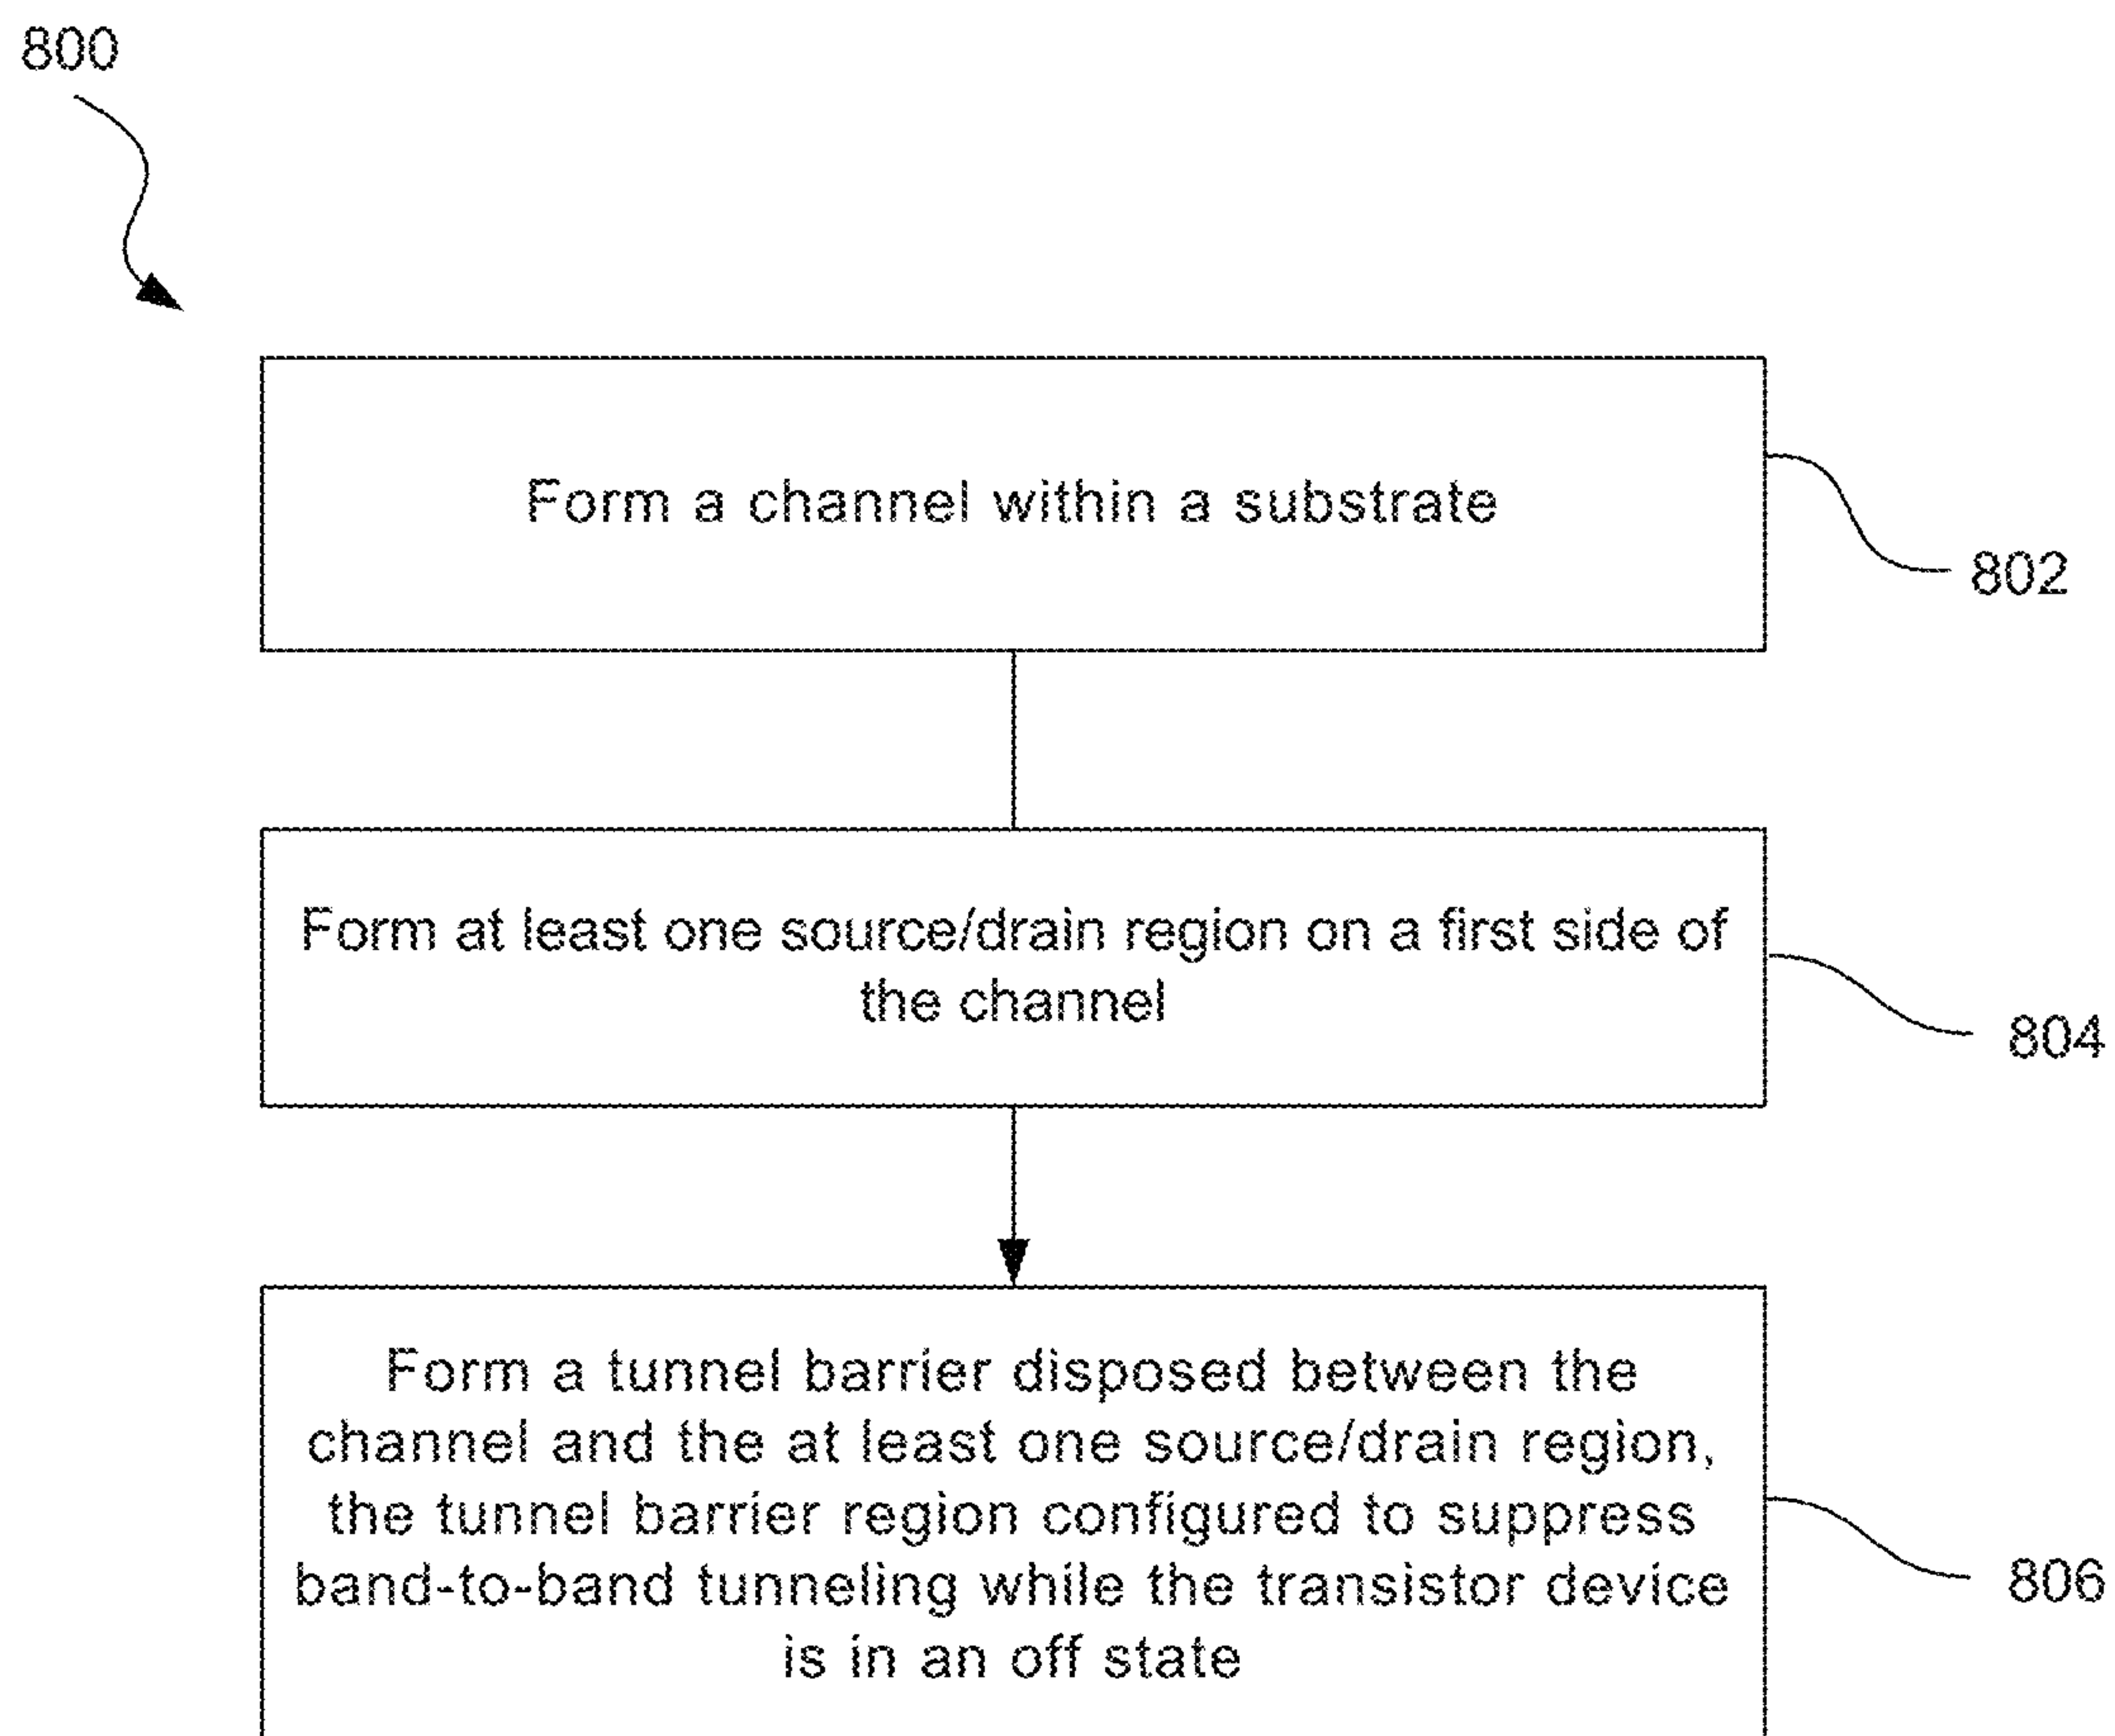 800
Form a channel within a substrate
802
Form at least one source/drain region on a first side of
the channel
804
Form a tunnel barrier disposed between the
channel and the at least one source/drain region,
the tunnel barrier region configured to suppress
band-to-band tunneling while the transistor device
is in an off state
806